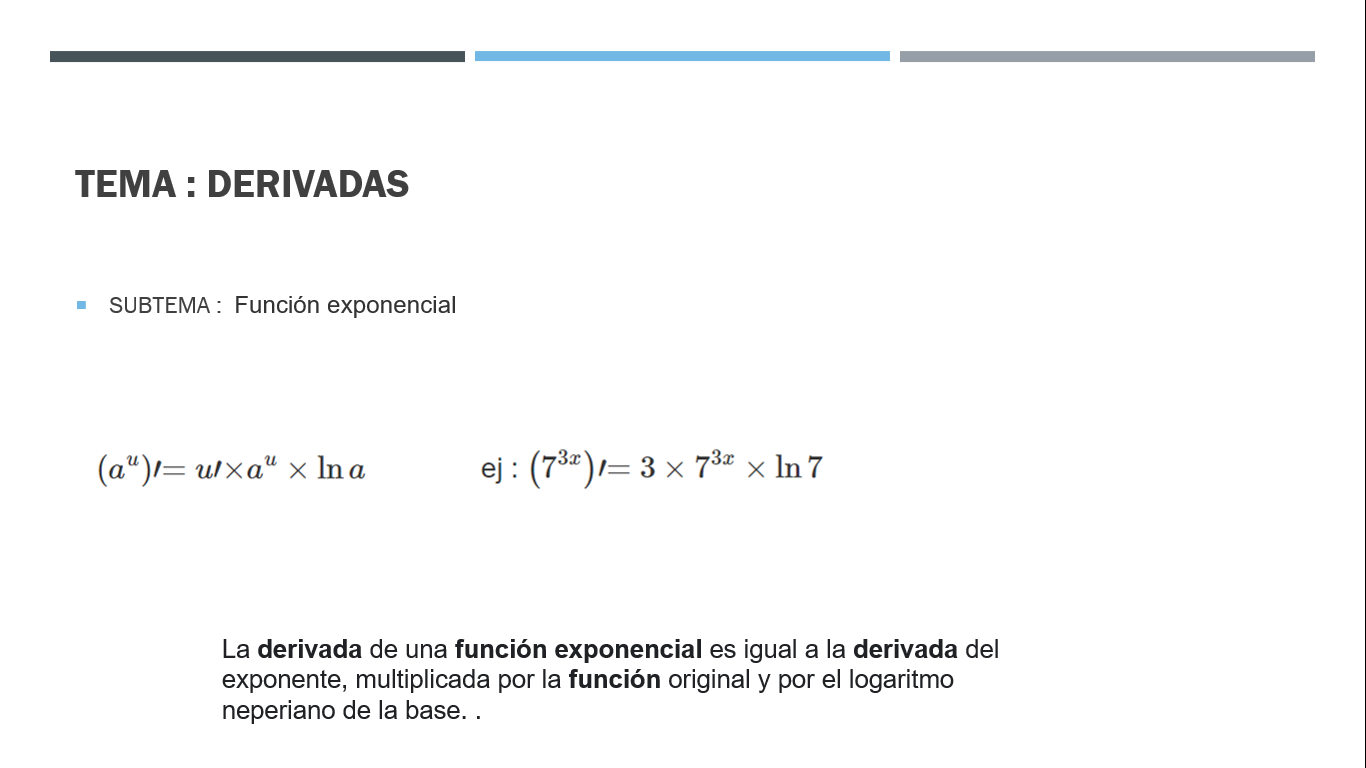 TEMA : DERIVADAS
SUBTEMA : Función exponencial
(a^u)′= u′×a^u × ln a
ej : (7^{3x})′= 3 × 7^{3x} × ln 7
La derivada de una función exponencial es igual a la derivada del
exponente, multiplicada por la función original y por el logaritmo
neperiano de la base. .